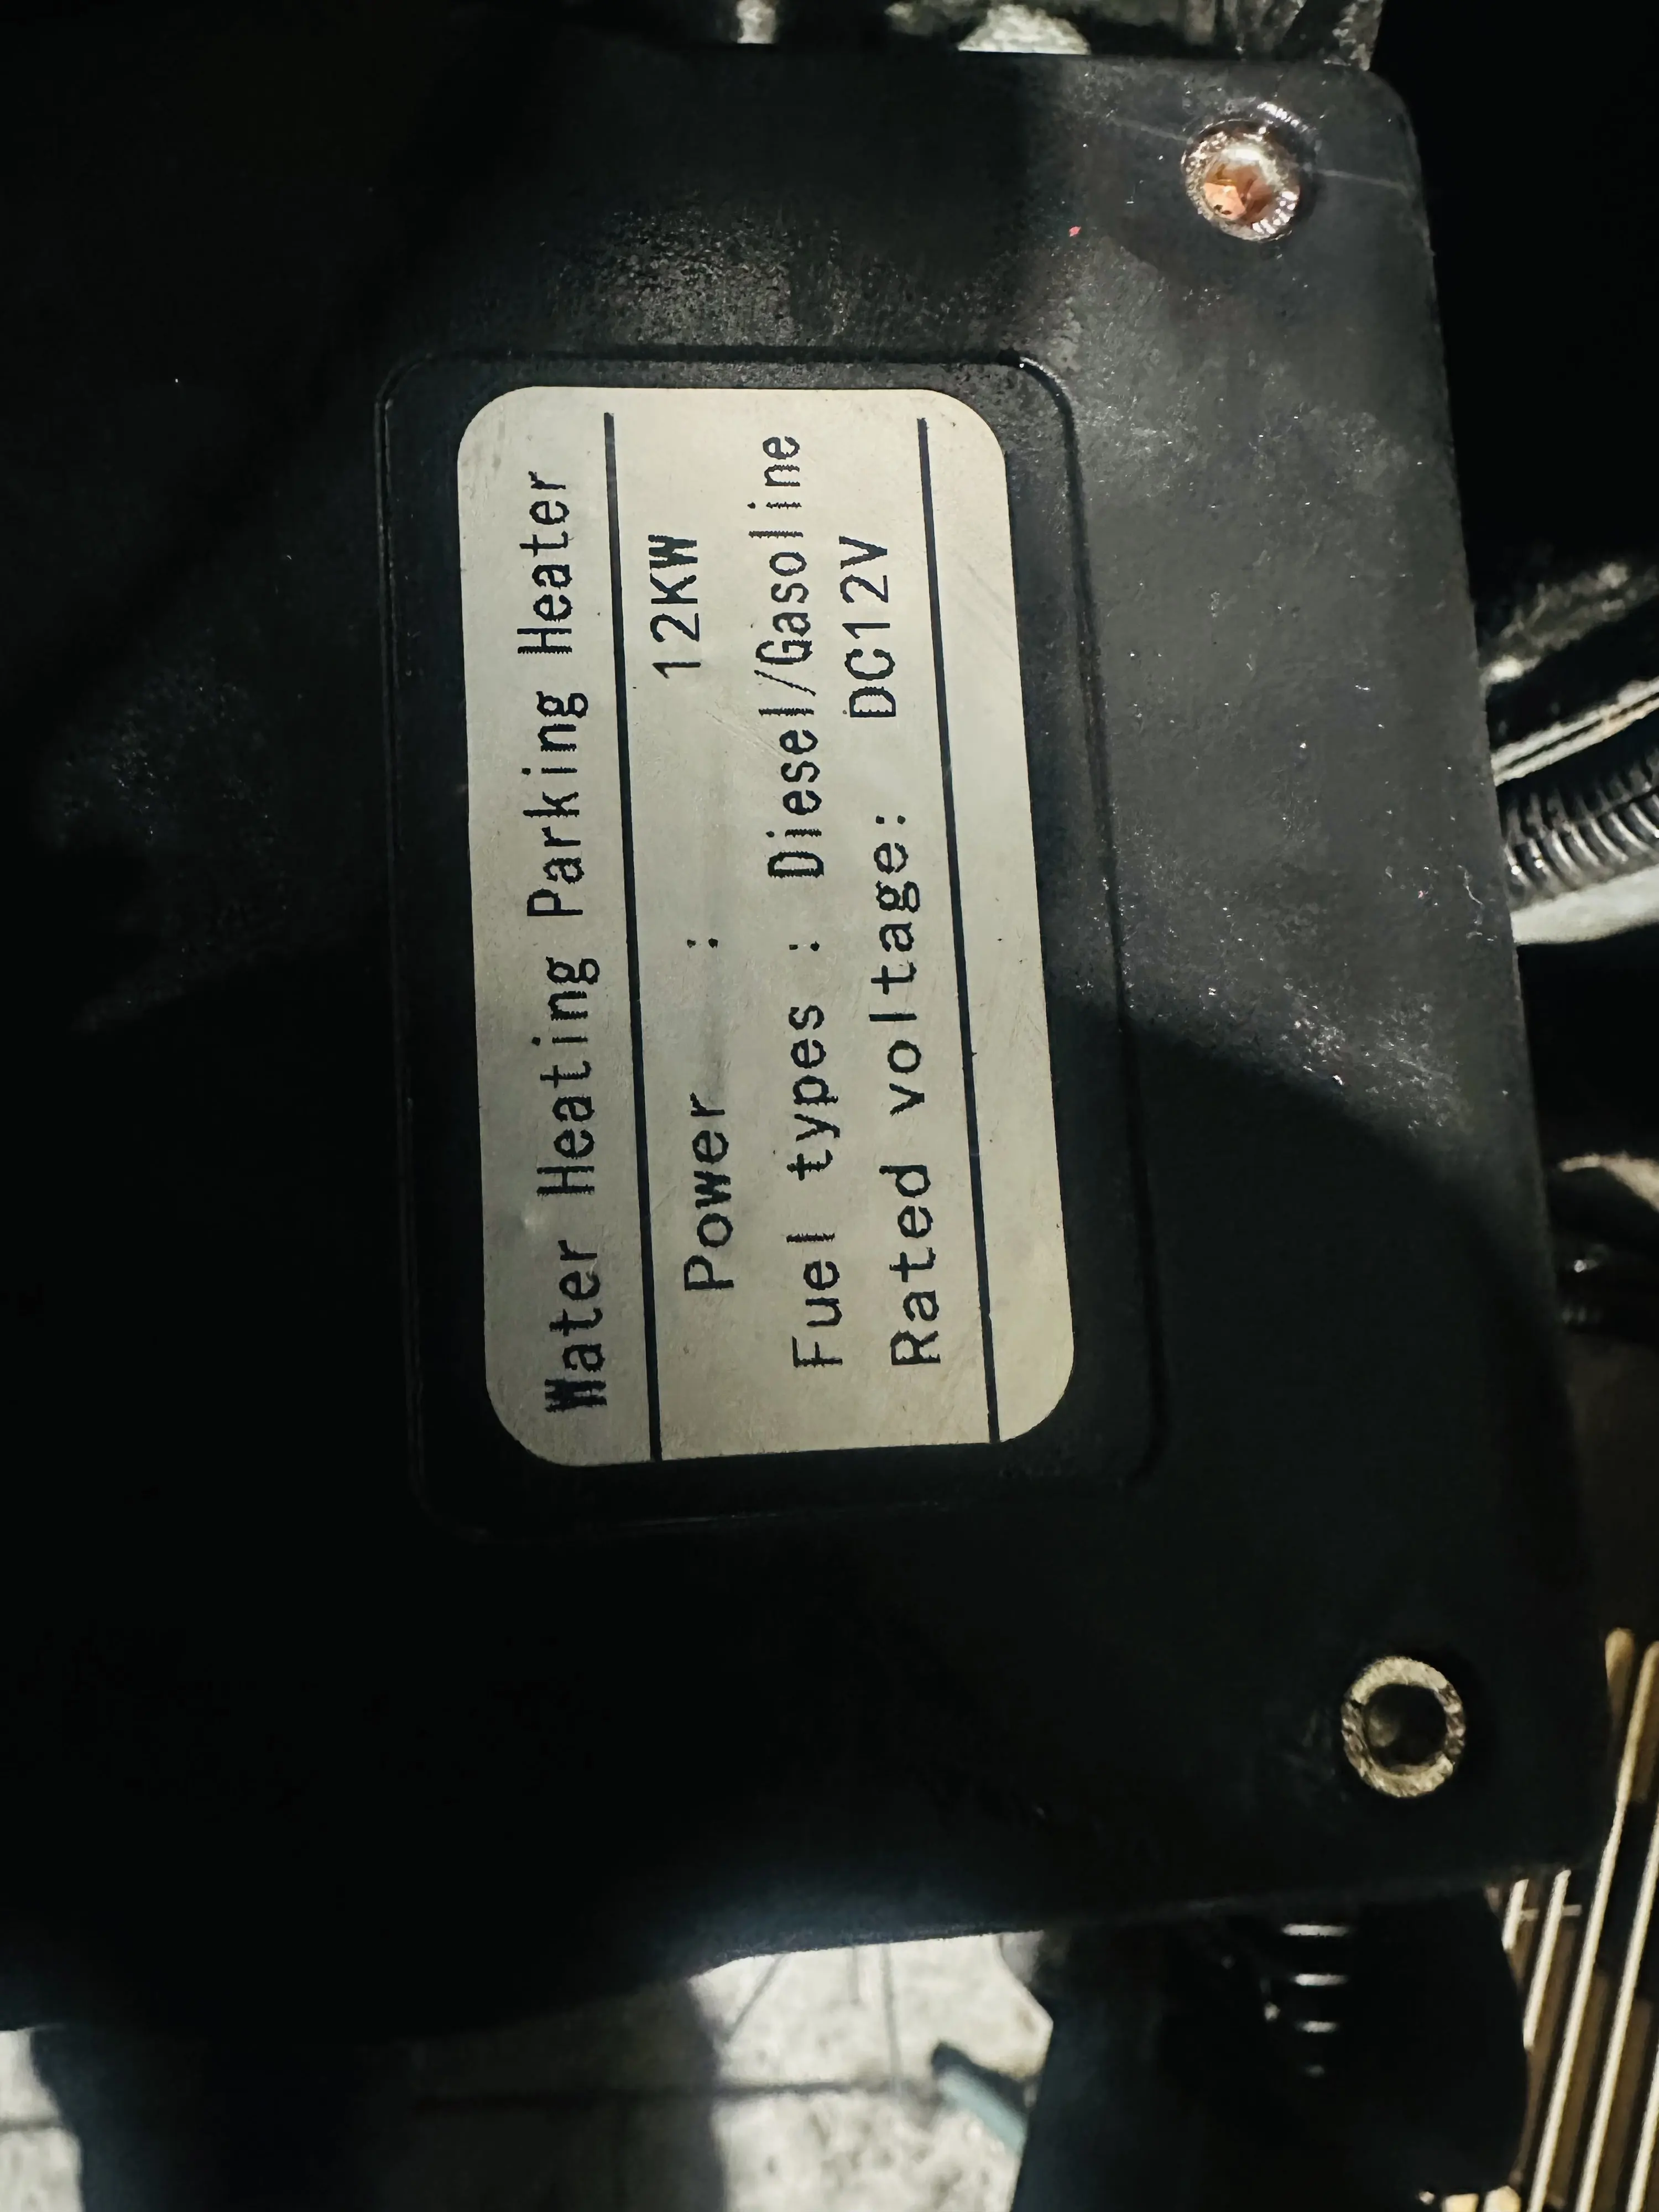 Water Heating Parking Heater
Power : 12KW
Fuel types : Diesel/Gasoline
Rated voltage: DC12V